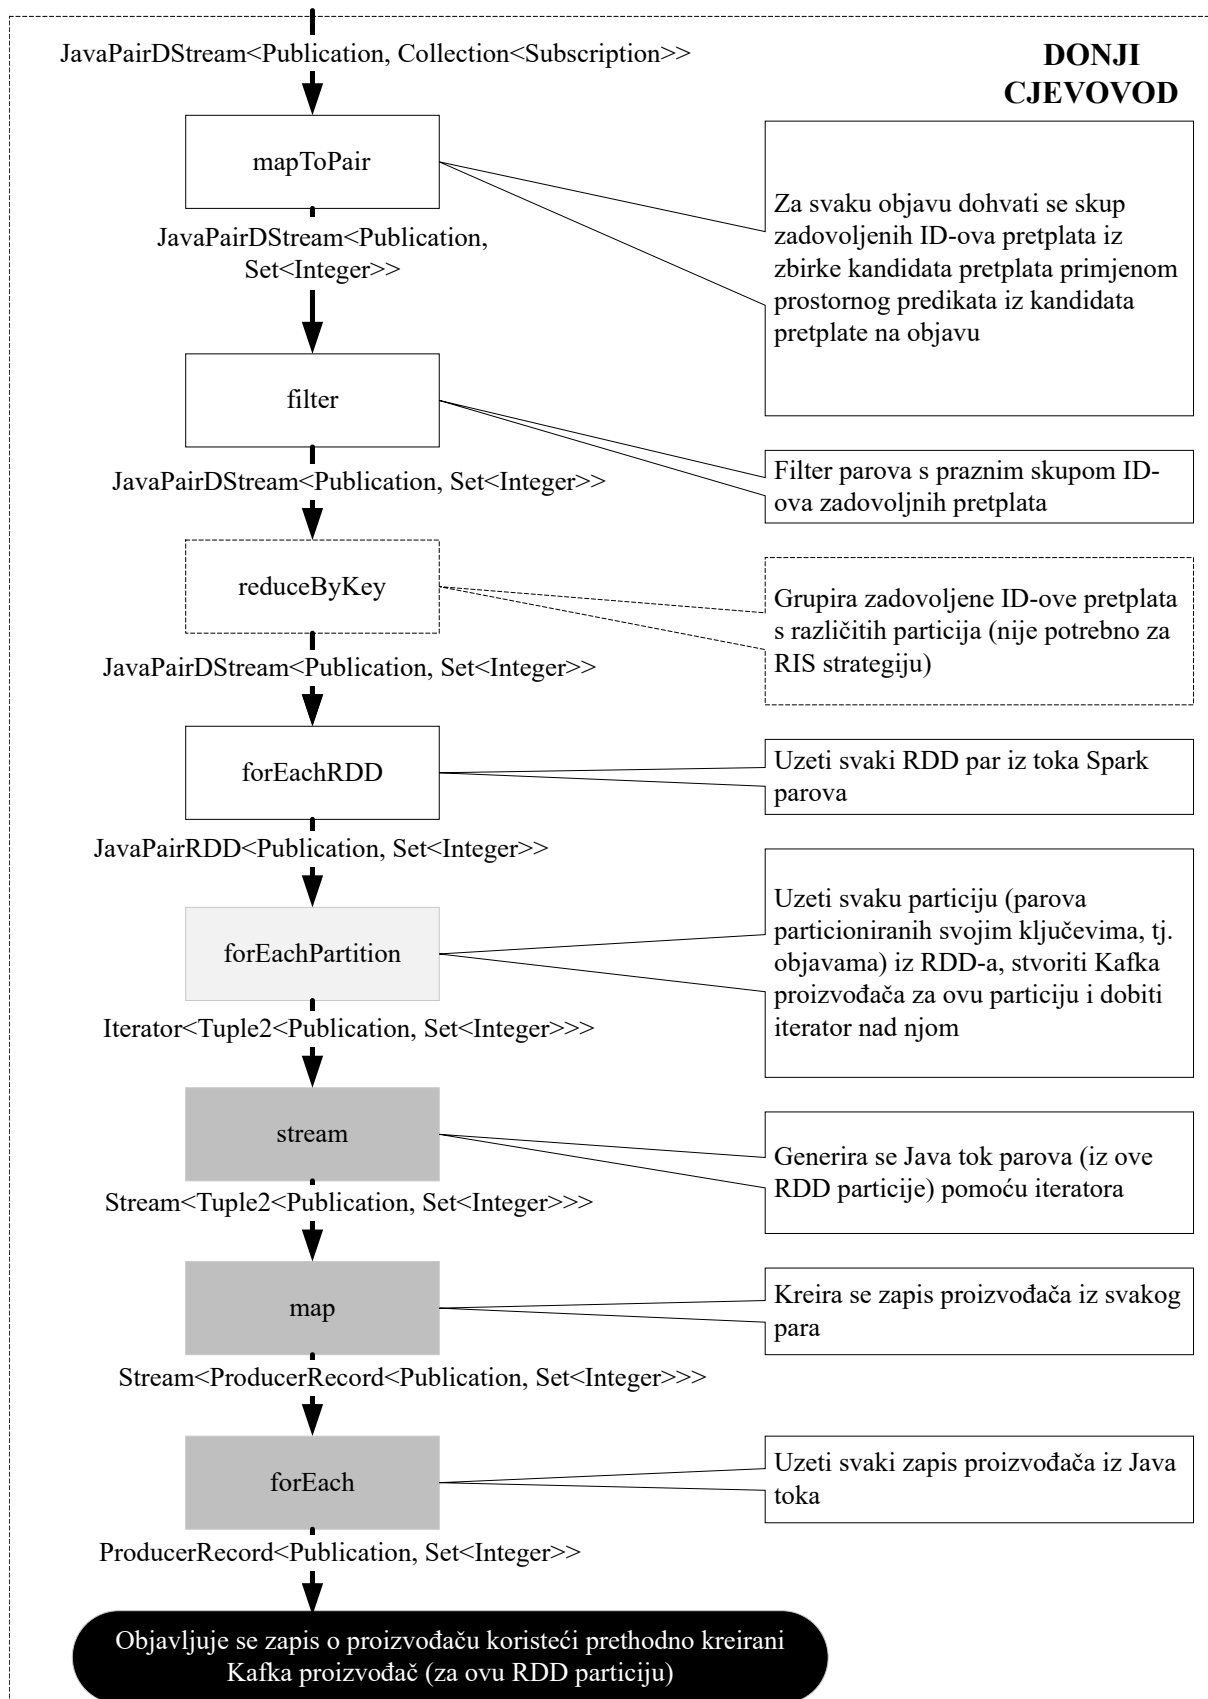 JavaPairDStream<Publication, Collection<Subscription>>
DONJI
CJEVOVOD
mapToPair
Za svaku objavu dohvati se skup
zadovoljenih ID-ova pretplata iz
zbirke kandidata pretplata primjenom
prostornog predikata iz kandidata
pretplate na objavu
JavaPairDStream<Publication,
Set<Integer>>
filter
Filter parova s praznim skupom ID-
ova zadovoljnih pretplata
JavaPairDStream<Publication, Set<Integer>>
reduceByKey
Grupira zadovoljene ID-ove pretplata
s različitih particija (nije potrebno za
RIS strategiju)
JavaPairDStream<Publication, Set<Integer>>
forEachRDD
Uzeti svaki RDD par iz toka Spark
parova
JavaPairRDD<Publication, Set<Integer>>
forEachPartition
Uzeti svaku particiju (parova
particioniranih svojim ključevima, tj.
objavama) iz RDD-a, stvoriti Kafka
proizvođača za ovu particiju i dobiti
iterator nad njom
Iterator<Tuple2<Publication, Set<Integer>>>
stream
Generira se Java tok parova (iz ove
RDD particije) pomoću iteratora
Stream<Tuple2<Publication, Set<Integer>>>
map
Kreira se zapis proizvođača iz svakog
para
Stream<ProducerRecord<Publication, Set<Integer>>>
forEach
Uzeti svaki zapis proizvođača iz Java
toka
ProducerRecord<Publication, Set<Integer>>
Objavljuje se zapis o proizvođaču koristeći prethodno kreirani
Kafka proizvođač (za ovu RDD particiju)